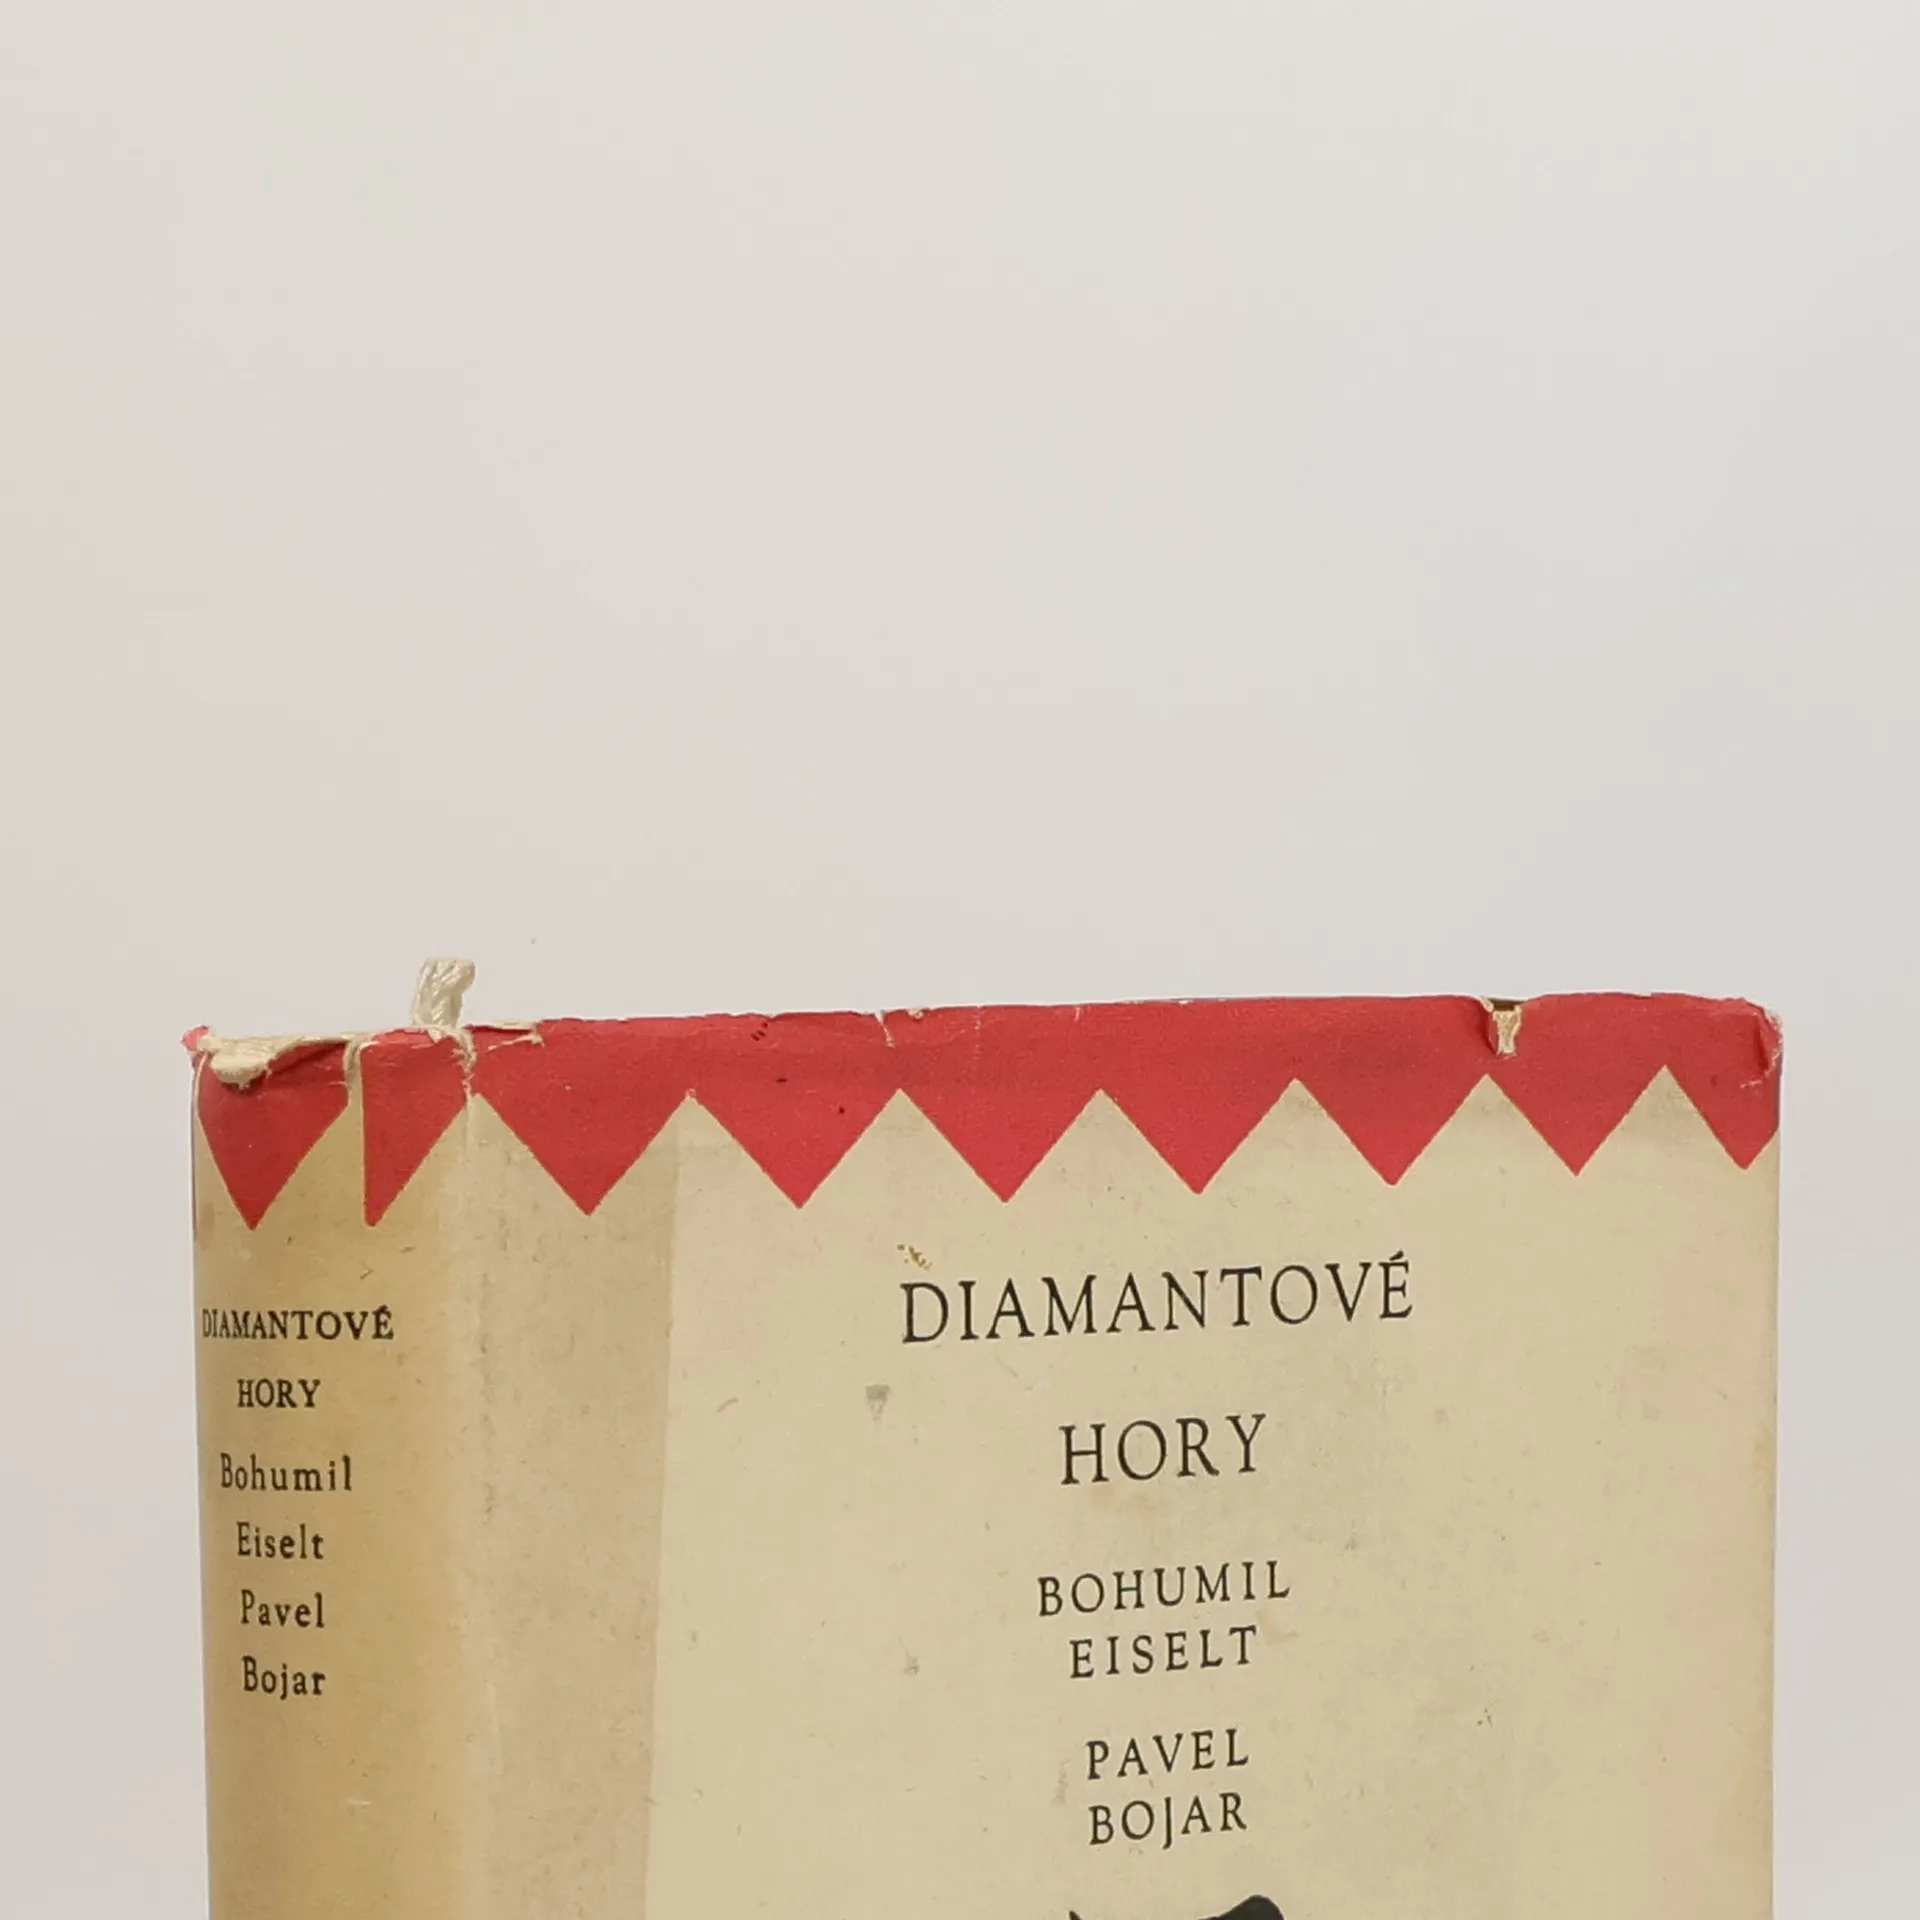 DIAMANTOVÉ
HORY
Bohumil
Eiselt
Pavel
Bojar
DIAMANTOVÉ
HORY
BOHUMIL
EISELT
PAVEL
BOJAR